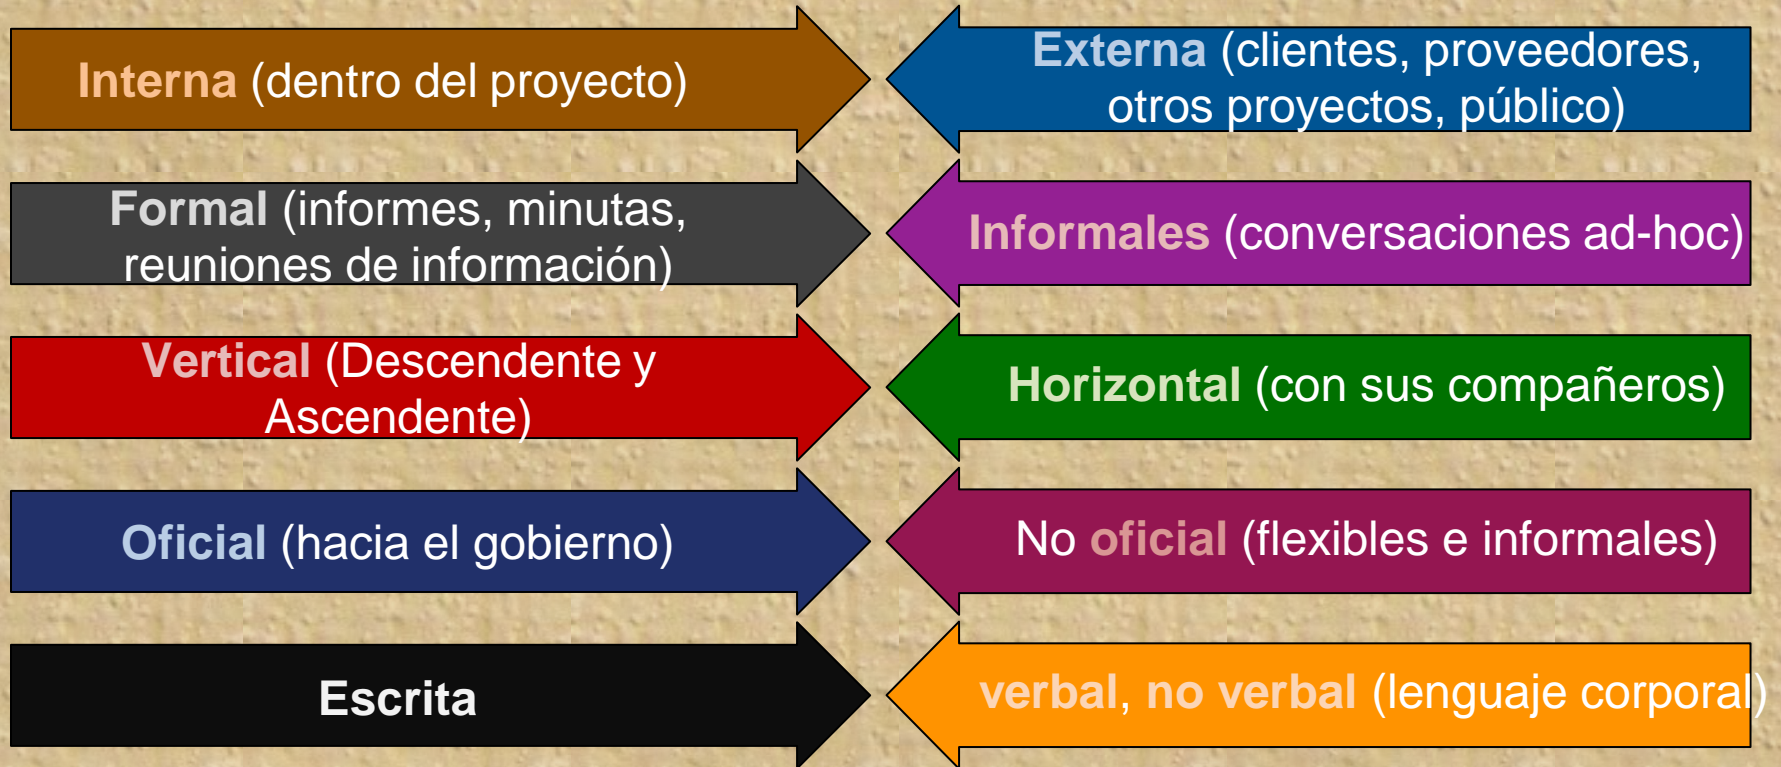 Interna (dentro del proyecto)
Externa (clientes, proveedores,
otros proyectos, público)
Formal (informes, minutas,
reuniones de información)
Informales (conversaciones ad-hoc)
Vertical (Descendente y
Ascendente)
Horizontal (con sus compañeros)
Oficial (hacia el gobierno)
No oficial (flexibles e informales)
Escrita
verbal, no verbal (lenguaje corporal)